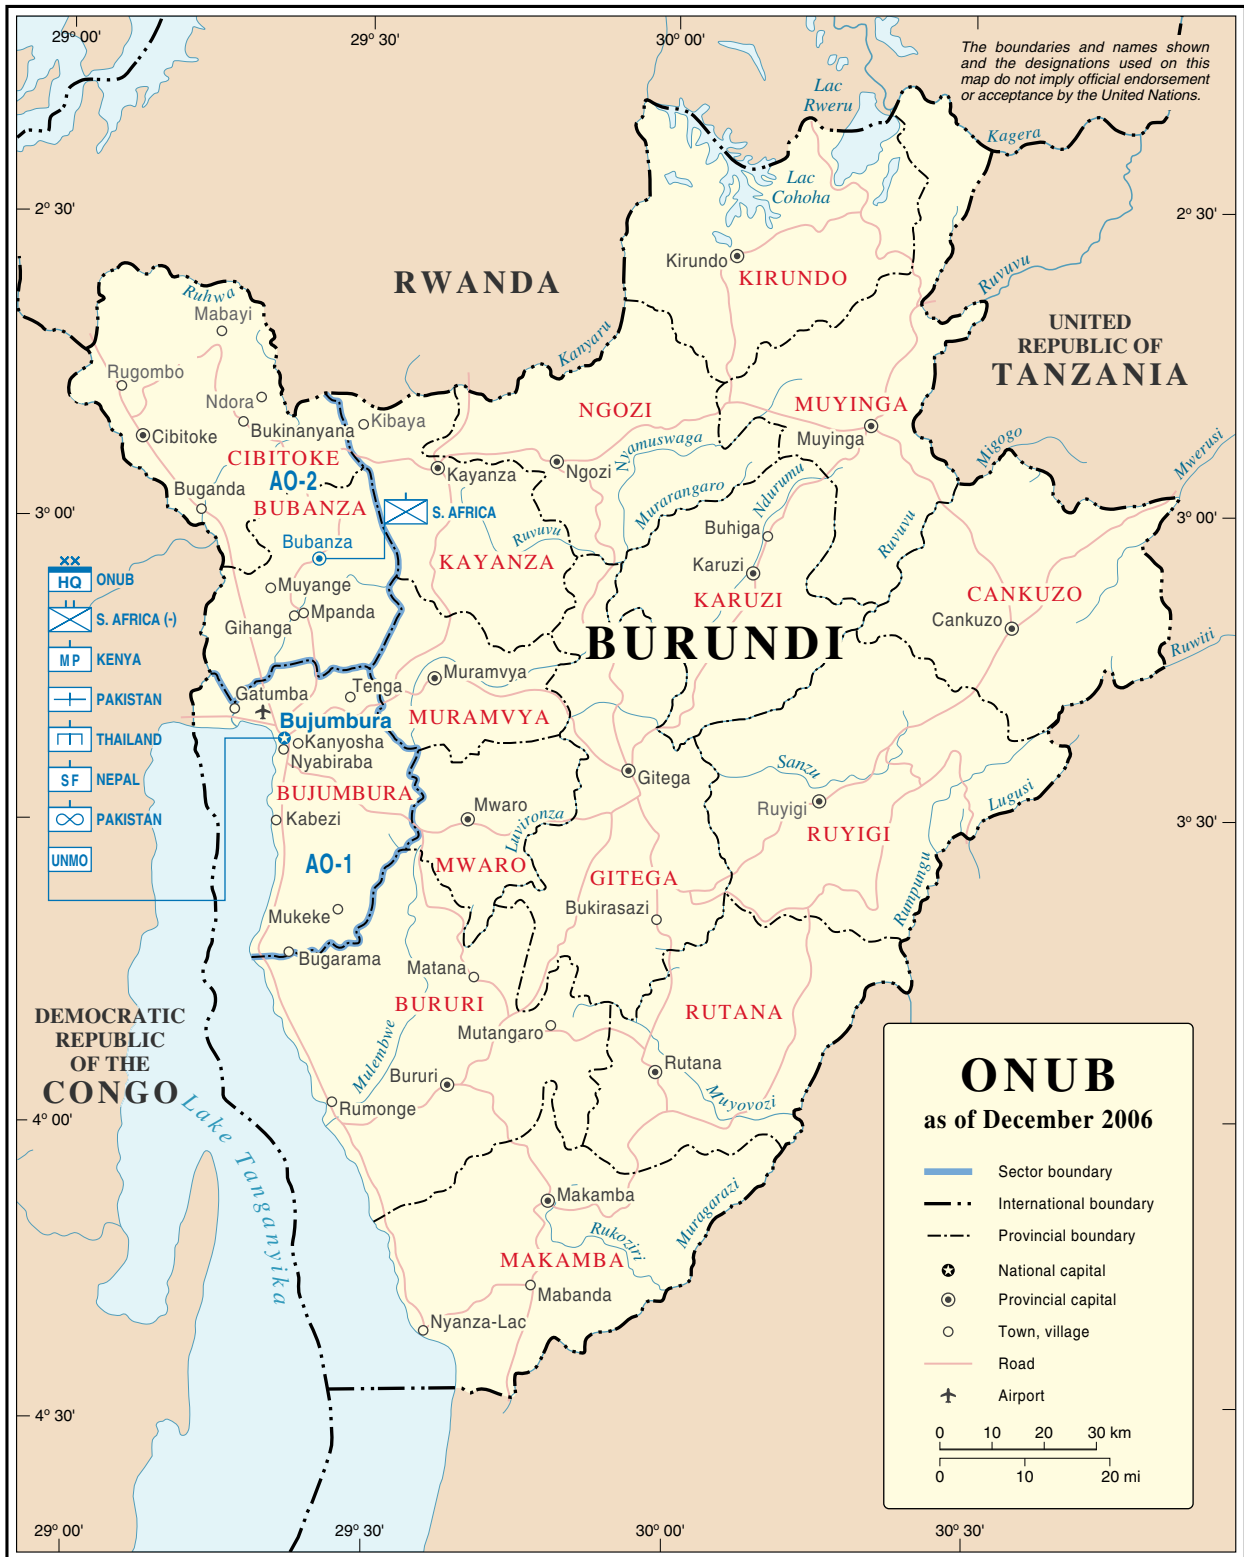 29° 00'
29° 30'
30° 00'
The boundaries and names shown
and the designations used on this
map do not imply official endorsement
or acceptance by the United Nations.
Lac
Rweru
Kagera
Lac
Cohoha
2° 30'
2° 30'
Kirundo
KIRUNDO
RWANDA
Ruvuvu
Ruhwa
Mabayi
Kanyaru
UNITED
REPUBLIC OF
TANZANIA
Rugombo
Ndora
Kibaya
NGOZI
MUYINGA
Cibitoke
Bukinanyana
Muyinga
Nyamuswaga
Migogo
Mwerusi
CIBITOKE
AO-2
Kayanza
Ngozi
Buganda
BUBANZA
S. AFRICA
Murarangaro
Ndurumu
3° 00'
3° 00'
Buhiga
Ruvuvu
Ruvuvu
Bubanza
KAYANZA
Karuzi
HQ
ONUB
Muyange
KARUZI
CANKUZO
S. AFRICA (-)
Mpanda
Gihanga
Cankuzo
BURUNDI
Ruwiti
MP
KENYA
Muramvya
Tenga
Gatumba
PAKISTAN
MURAMVYA
Bujumbura
THAILAND
Kanyosha
Nyabiraba
Gitega
Sanzu
SF
NEPAL
BUJUMBURA
Mwaro
Ruyigi
Lugusi
PAKISTAN
Kabezi
Luvironza
3° 30'
RUYIGI
UNMO
AO-1
MWARO
GITEGA
Rumpungu
Mukeke
Bukirasazi
Bugarama
Matana
BURURI
RUTANA
DEMOCRATIC
REPUBLIC
OF THE
CONGO
Mutangaro
Mulembwe
Rutana
Bururi
Rumonge
Muyovozi
4° 00'
Lake Tanganyika
Makamba
Muragarazi
Rukoziri
MAKAMBA
Mabanda
Nyanza-Lac
4° 30'
ONUB
as of December 2006
Sector boundary
International boundary
Provincial boundary
National capital
Provincial capital
Town, village
Road
Airport
0 10 20 30 km
0 10 20 mi
29° 00'
29° 30'
30° 00'
30° 30'